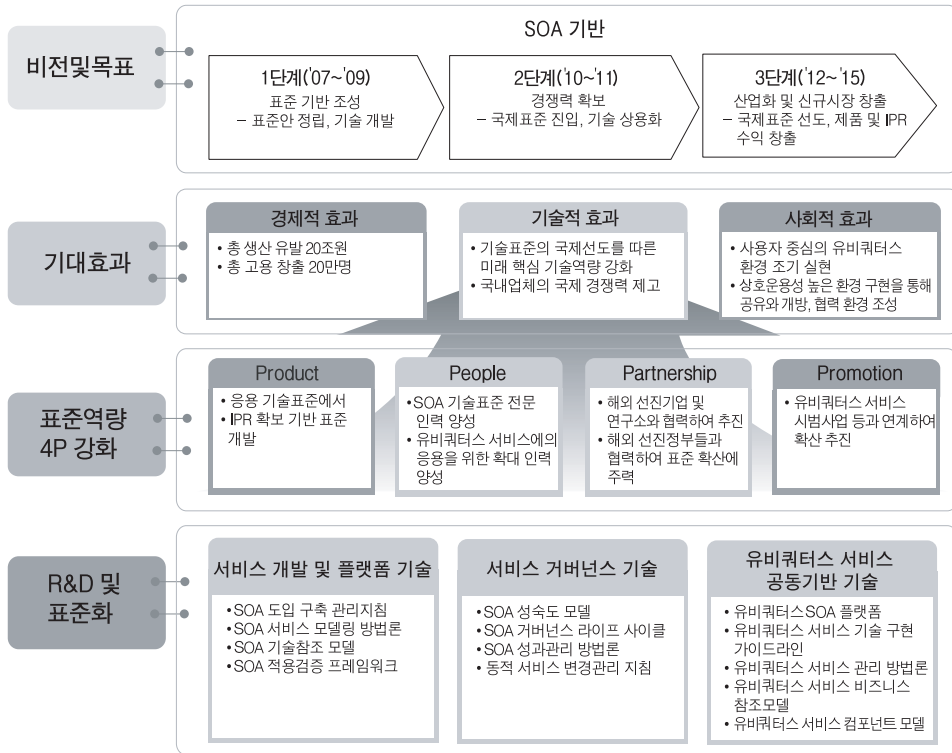 비전및목표
SOA 기반
1단계('07~'09)
표준 기반 조성
– 표준안 정립, 기술 개발
2단계('10~'11)
경쟁력 확보
– 국제표준 진입, 기술 상용화
3단계('12~'15)
산업화 및 신규시장 창출
– 국제표준 선도, 제품 및 IPR
수익 창출
기대효과
경제적 효과
• 총 생산 유발 20조원
• 총 고용 창출 20만명
기술적 효과
• 기술표준의 국제선도를 따른
미래 핵심 기술역량 강화
• 국내업체의 국제 경쟁력 제고
사회적 효과
• 사용자 중심의 유비쿼터스
환경 조기 실현
• 상호운용성 높은 환경 구현을 통해
공유와 개방, 협력 환경 조성
표준역량
4P 강화
Product
• 응용 기술표준에서
• IPR 확보 기반 표준
개발
People
• SOA 기술표준 전문
인력 양성
• 유비쿼터스 서비스에의
응용을 위한 확대 인력
양성
Partnership
• 해외 선진기업 및
연구소와 협력하여 추진
• 해외 선진정부들과
협력하여 표준 확산에
주력
Promotion
• 유비쿼터스 서비스
시범사업 등과연계하여
확산 추진
R&D 및
표준화
서비스 개발 및 플랫폼 기술
• SOA 도입 구축 관리지침
• SOA 서비스 모델링 방법론
• SOA 기술참조 모델
• SOA 적용검증 프레임워크
서비스 거버넌스 기술
• SOA 성숙도 모델
• SOA 거버넌스 라이프 사이클
• SOA 성과관리 방법론
• 동적 서비스 변경관리 지침
유비쿼터스 서비스
공동기반 기술
• 유비쿼터스SOA 플랫폼
• 유비쿼터스 서비스 기술 구현
가이드라인
• 유비쿼터스 서비스 관리 방법론
• 유비쿼터스 서비스 비즈니스
참조모델
• 유비쿼터스 서비스 컴포넌트 모델